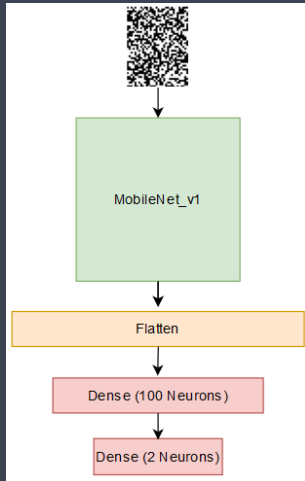 MobileNet_v1
Flatten
Dense (100 Neurons)
Dense (2 Neurons)